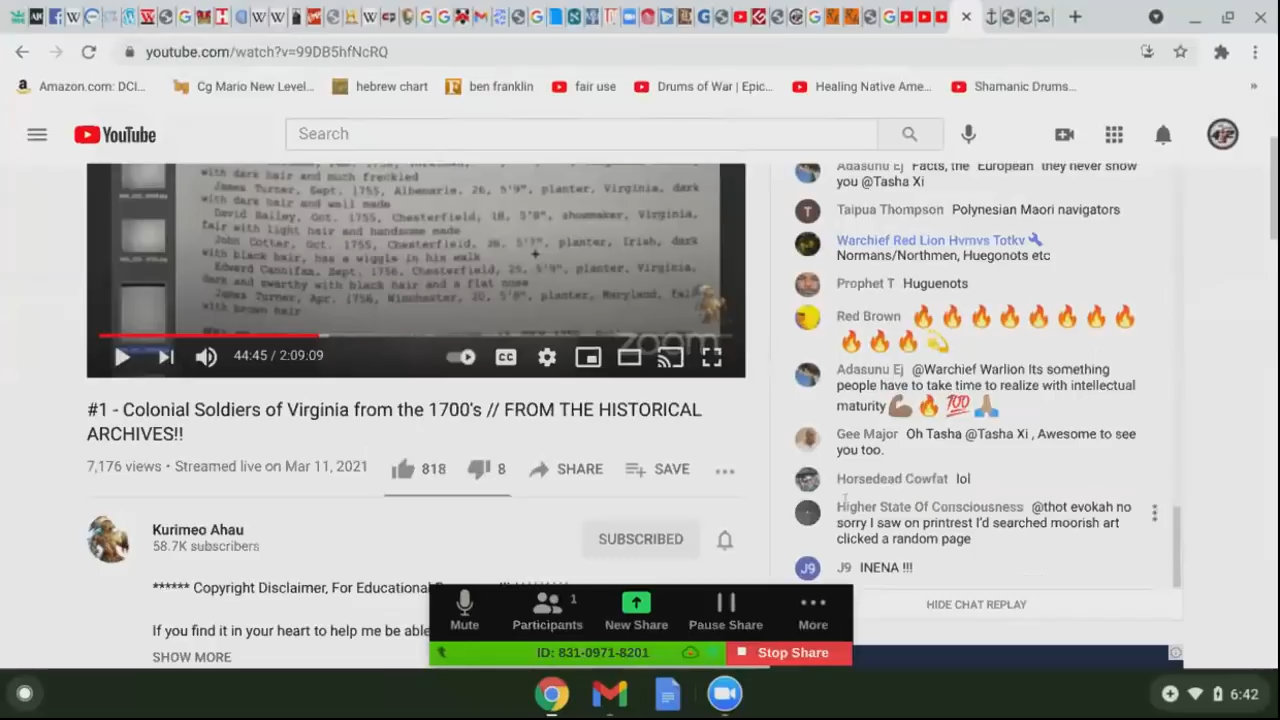 youtube.com/watch?v=99DB5hfNcRQ
Amazon.com: DCI... Cg Mario New Level... hebrew chart ben franklin fair use Drums of War | Epic... Healing Native Ame... Shamanic Drums... »
YouTube
Search
with dark hair and much freckled
James Turner, Sept. 1755, Albemarle, 26, 5'9", planter, Virginia, dark
with dark hair and well made
David Bailey, Oct. 1755, Chesterfield, 18, 5'8", shoemaker, Virginia,
fair with light hair and handsome made
John Cotter, Oct. 1755, Chesterfield, 5'7", planter, Irish, dark
with black hair, has a wiggle in his walk
Edward Cannifax, Sept. 1756, Chesterfield, 25, 5'9", planter, Virginia,
dark and swarthy with black hair and a flat nose
James Turner, Apr. 1756, Winchester, 20, 5'8", planter, Maryland, fair
with brown hair
zoom
44:45 / 2:09:09
CC
#1 - Colonial Soldiers of Virginia from the 1700's // FROM THE HISTORICAL
ARCHIVES!!
7,176 views • Streamed live on Mar 11, 2021
818 8 SHARE SAVE ...
Kurimeo Ahau
58.7K subscribers
SUBSCRIBED
****** Copyright Disclaimer, For Educational
If you find it in your heart to help me be able
SHOW MORE
Adasunu Ej Facts, the "European" they never show
you @Tasha Xi
T Taipua Thompson Polynesian Maori navigators
Warchief Red Lion Hvmvs Totkv
Normans/Northmen, Huegonots etc
Prophet T Huguenots
Red Brown 🔥🔥🔥🔥🔥🔥🔥🔥
🔥🔥🔥💫
Adasunu Ej @Warchief Warlion Its something
people have to take time to realize with intellectual
maturity💪🏾🔥💯🙏🏽
Gee Major Oh Tasha @Tasha Xi , Awesome to see
you too.
Horsedead Cowfat lol
Higher State Of Consciousness @thot evokah no
sorry I saw on printrest I'd searched moorish art
clicked a random page
J9 J9 INENA !!!
HIDE CHAT REPLAY
1
Mute Participants New Share Pause Share More
ID: 831-0971-8201 Stop Share
6:42